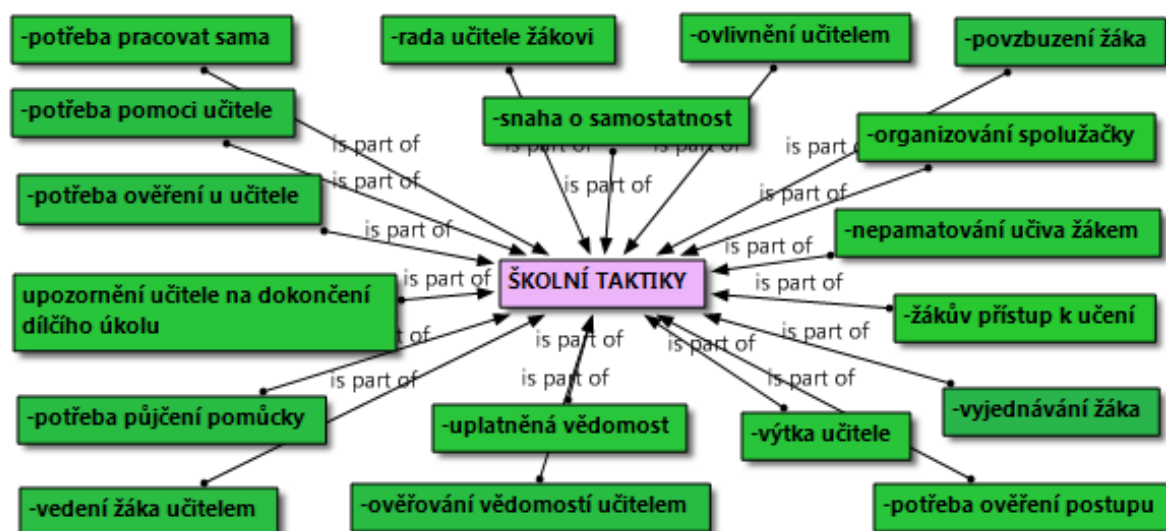 -potřeba pracovat sama
-rada učitele žákovi
-ovlivnění učitelem
-povzbuzení žáka
-potřeba pomoci učitele
-snaha o samostatnost
-organizování spolužačky
is part of
is part of
is part of
is part of
-potřeba ověření u učitele
is part of
-nepamatování učiva žákem
is part of
is part of
ŠKOLNÍ TAKTIKY
is part of
upozornění učitele na dokončení
dílčího úkolu
-žákův přístup k učení
is part of
is part of
is part of
is part of
is part of
is part of
is part of
-potřeba půjčení pomůcky
-uplatněná vědomost
-výtka učitele
-vyjednávání žáka
-vedení žáka učitelem
-ověřování vědomostí učitelem
-potřeba ověření postupu